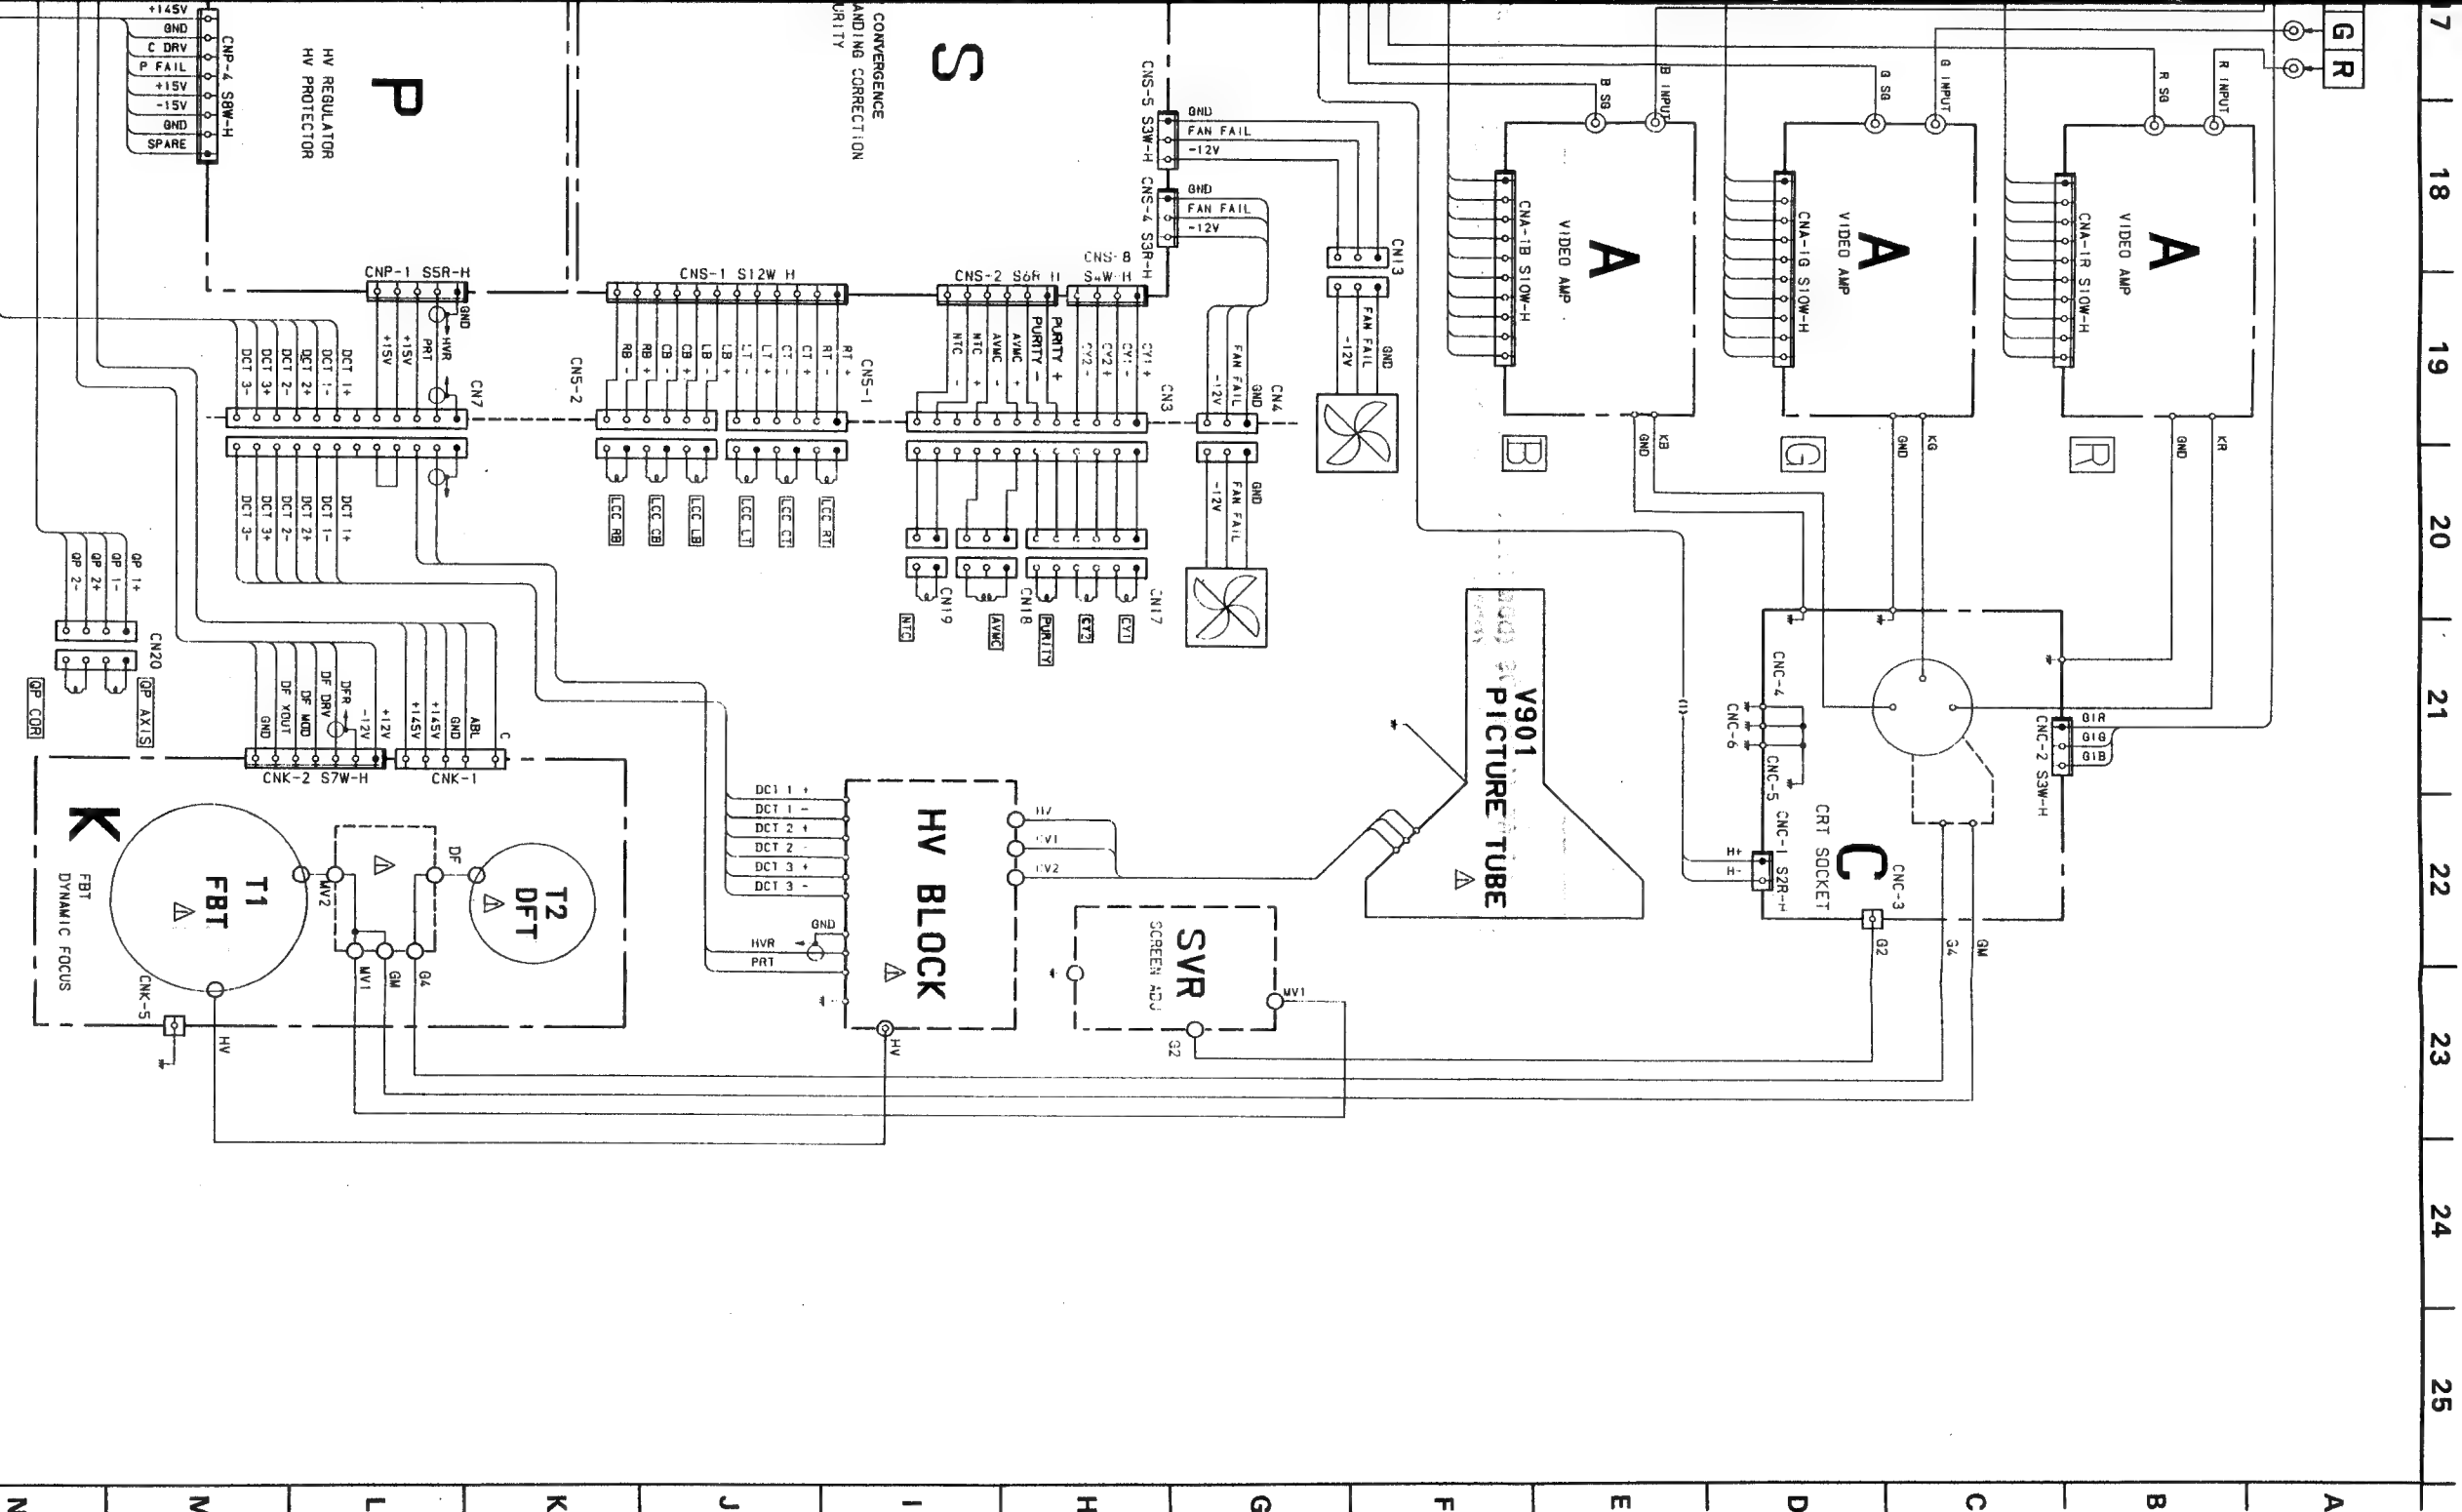 +145V
GND
C DRV
P FAIL
+15V
-15V
GND
SPARE
CNP-4 S8W-H
HV REGULATOR
HV PROTECTOR
P
CONVERGENCE
ANDING CORRECTION
URITY
S
CNS-5 S3W-H
GND
FAN FAIL
-12V
CNS-4 S3R-H
GND
FAN FAIL
-12V
B SG
B INPUT
G SG
G INPUT
R SG
R INPUT
G
R
17
18
19
20
21
22
23
24
25
CNA-1B S10W-H
VIDEO AMP
A
CNA-1G S10W-H
VIDEO AMP
A
CNA-1R S10W-H
VIDEO AMP
A
CNP-1 S5R-H
CNS-1 S12W H
CNS-2 S6R H
CNS-8
S4W-H
CN13
GND
FAN FAIL
-12V
GND
HVR
PRT
+15V
+15V
DCT 1+
DCT 1-
DCT 2+
DCT 2-
DCT 3+
DCT 3-
CN7
CN5-2
RB -
RB +
CB -
CB +
LB -
LB +
LT -
LT +
CT -
CT +
RT -
RT +
CN5-1
NTC -
NTC +
AVMC -
AVMC +
PURITY -
PURITY +
CY2 -
CY2 +
CY1 -
CY1 +
CN3
-12V
FAN FAIL
GND
CN4
B
KB
GND
G
KG
GND
R
KR
GND
DCT 3-
DCT 3+
DCT 2-
DCT 2+
DCT 1-
DCT 1+
LCC RB
LCC CB
LCC LB
LCC LT
LCC CT
LCC RT
-12V
FAN FAIL
GND
QP 2-
QP 2+
QP 1-
QP 1+
CN20
QP COR
QP AXIS
CN19
NTC
AVMC
CN18
PURITY
CY2
CY1
CN17
GND
DF XOUT
DF MOD
DF DRV
DFR
-12V
+12V
+145V
+145V
GND
ABL
C
CNK-2 S7W-H
CNK-1
K
T1
FBT
FBT
DYNAMIC FOCUS
MV2
DF
T2
DFT
MV1
GM
G4
CNK-5
HV
DCT 1 +
DCT 1 -
DCT 2 +
DCT 2
DCT 3 +
DCT 3 -
GND
HVR
PRT
HV BLOCK
HV
SVR
SCREEN ADJ
MV1
G2
V901
PICTURE TUBE
CNC-4
CNC-6
CNC-5
CNC-1 S2R-H
H+
H-
CRT SOCKET
C
CNC-3
CNC-2 S3W-H
G1R
G1G
G1B
G2
G4
GM
N
M
L
K
J
I
H
G
F
E
D
C
B
A